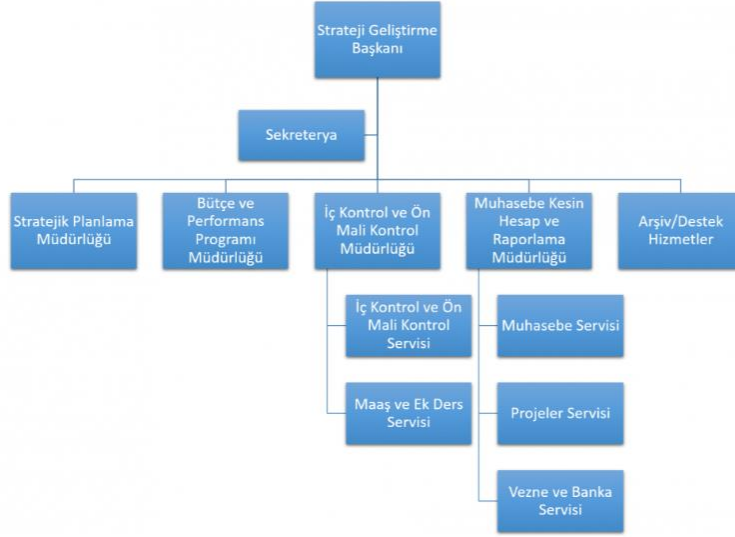 Strateji Geliştirme
Başkanı
Sekreterya
Stratejik Planlama
Müdürlüğü
Bütçe ve
Performans
Programı
Müdürlüğü
İç Kontrol ve Ön
Mali Kontrol
Müdürlüğü
Muhasebe Kesin
Hesap ve
Raporlama
Müdürlüğü
Arşiv/Destek
Hizmetler
İç Kontrol ve Ön
Mali Kontrol
Servisi
Maaş ve Ek Ders
Servisi
Muhasebe Servisi
Projeler Servisi
Vezne ve Banka
Servisi